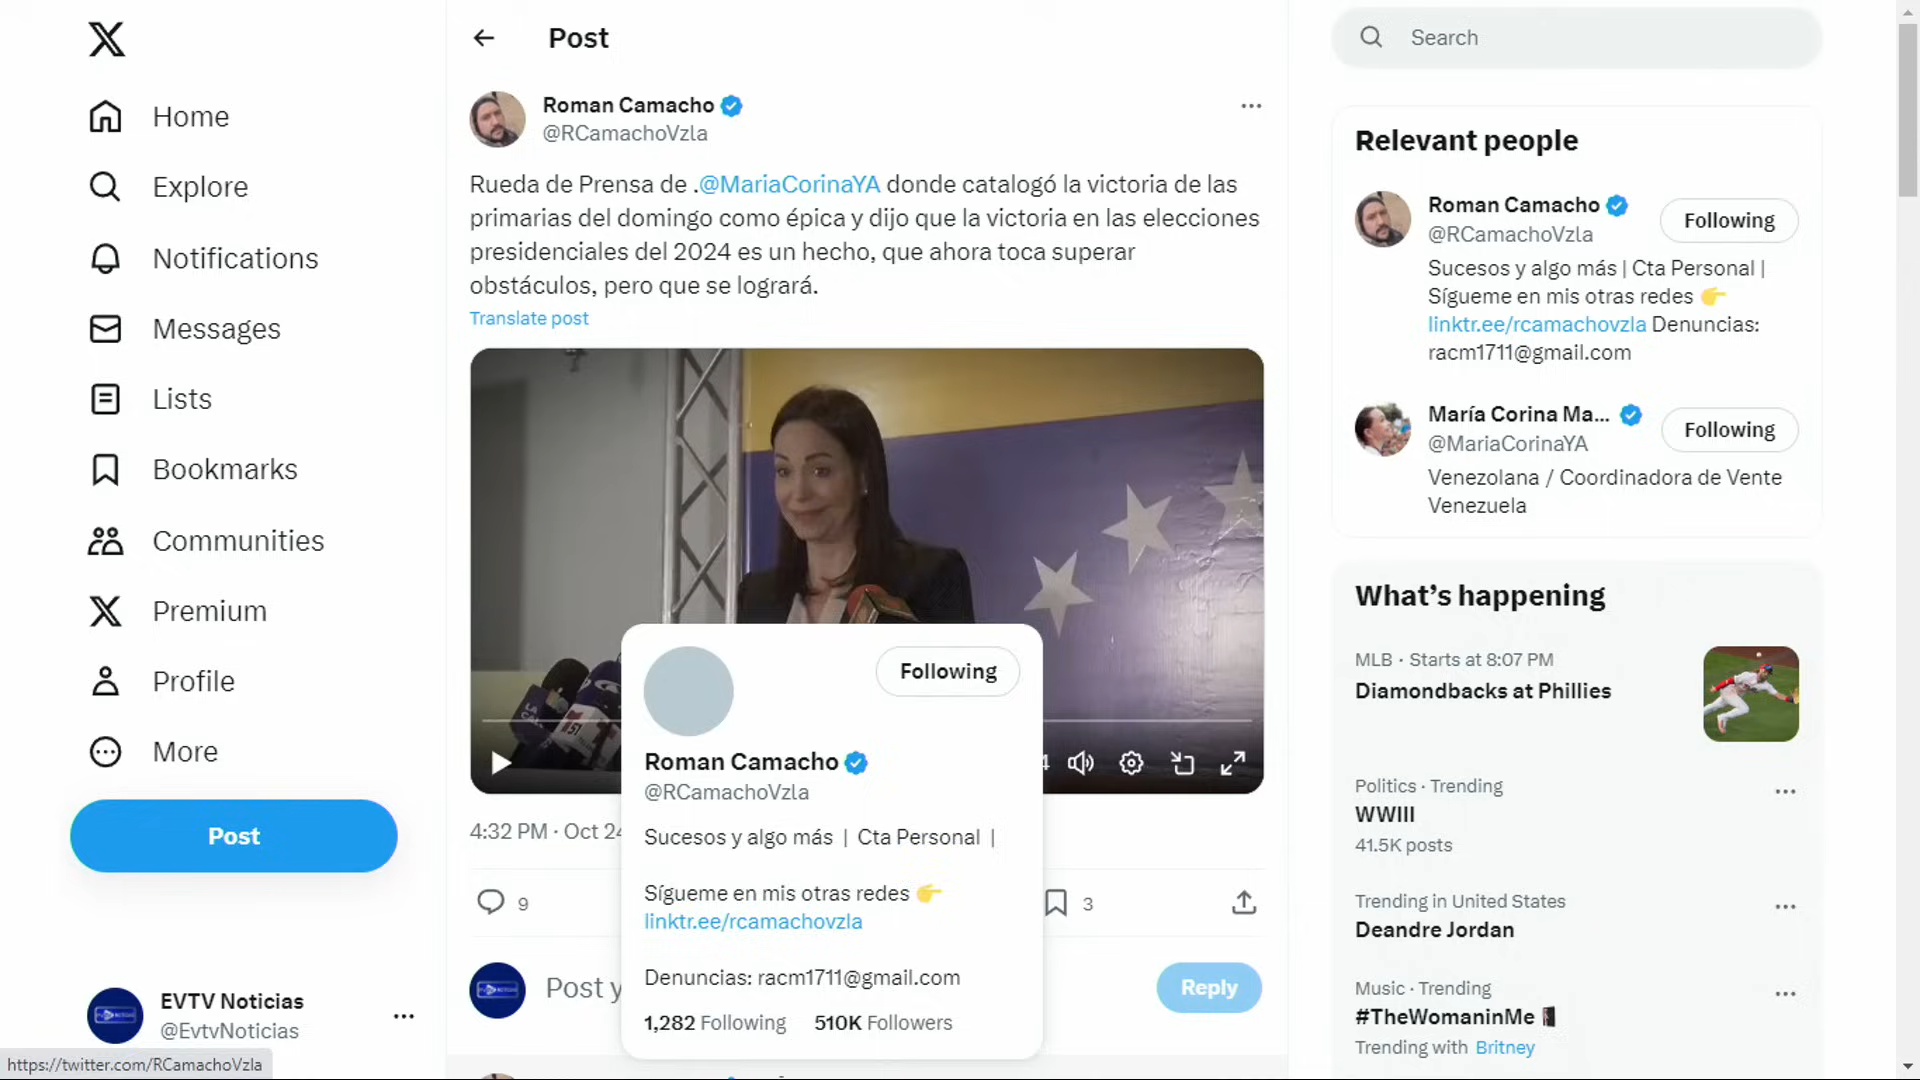 Home
Explore
Notifications
Messages
Lists
Bookmarks
Communities
Premium
Profile
More
Post
EVTV Noticias
@EvtvNoticias
https://twitter.com/RCamachoVzla
Post
Roman Camacho
@RCamachoVzla
Rueda de Prensa de .@MariaCorinaYA donde catalogó la victoria de las
primarias del domingo como épica y dijo que la victoria en las elecciones
presidenciales del 2024 es un hecho, que ahora toca superar
obstáculos, pero que se logrará.
Translate post
4:32 PM · Oct 24
9
3
Post y
Reply
Following
Roman Camacho
@RCamachoVzla
Sucesos y algo más | Cta Personal |
Sígueme en mis otras redes 👉
linktr.ee/rcamachovzla
Denuncias: racm1711@gmail.com
1,282 Following 510K Followers
Search
Relevant people
Roman Camacho
@RCamachoVzla
Following
Sucesos y algo más | Cta Personal |
Sígueme en mis otras redes 👉
linktr.ee/rcamachovzla Denuncias:
racm1711@gmail.com
María Corina Ma...
@MariaCorinaYA
Following
Venezolana / Coordinadora de Vente
Venezuela
What's happening
MLB · Starts at 8:07 PM
Diamondbacks at Phillies
Politics · Trending
WWIII
41.5K posts
Trending in United States
Deandre Jordan
Music · Trending
#TheWomaninMe
Trending with Britney